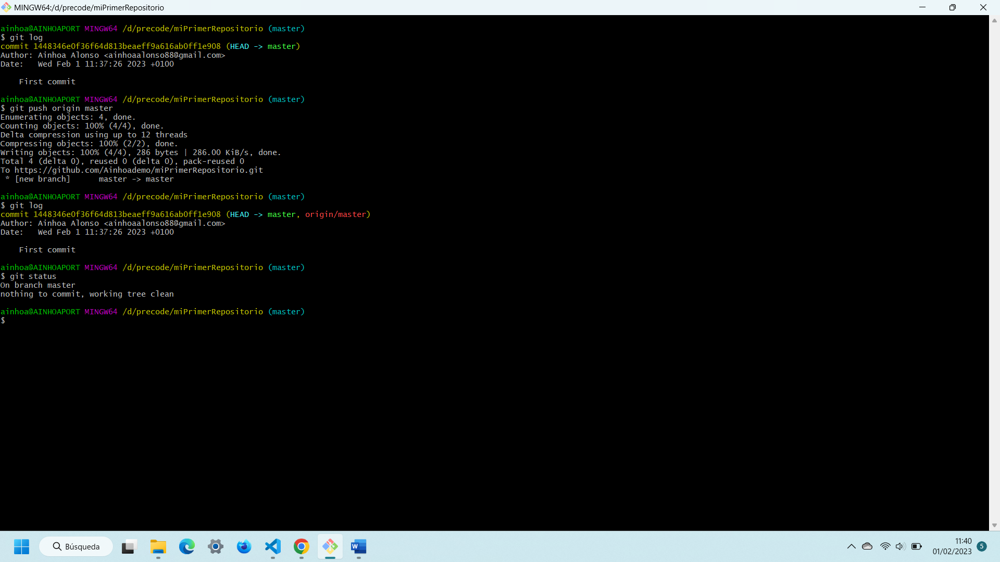 MINGW64:/d/precode/miPrimerRepositorio
ainhoa@AINHOAPORT MINGW64 /d/precode/miPrimerRepositorio (master)
$ git log
commit 1448346e0f36f64d813beaeff9a616ab0ff1e908 (HEAD -> master)
Author: Ainhoa Alonso <ainhoaalonso88@gmail.com>
Date:   Wed Feb 1 11:37:26 2023 +0100
    First commit
ainhoa@AINHOAPORT MINGW64 /d/precode/miPrimerRepositorio (master)
$ git push origin master
Enumerating objects: 4, done.
Counting objects: 100% (4/4), done.
Delta compression using up to 12 threads
Compressing objects: 100% (2/2), done.
Writing objects: 100% (4/4), 286 bytes | 286.00 KiB/s, done.
Total 4 (delta 0), reused 0 (delta 0), pack-reused 0
To https://github.com/Ainhoademo/miPrimerRepositorio.git
 * [new branch]      master -> master
ainhoa@AINHOAPORT MINGW64 /d/precode/miPrimerRepositorio (master)
$ git log
commit 1448346e0f36f64d813beaeff9a616ab0ff1e908 (HEAD -> master, origin/master)
Author: Ainhoa Alonso <ainhoaalonso88@gmail.com>
Date:   Wed Feb 1 11:37:26 2023 +0100
    First commit
ainhoa@AINHOAPORT MINGW64 /d/precode/miPrimerRepositorio (master)
$ git status
On branch master
nothing to commit, working tree clean
ainhoa@AINHOAPORT MINGW64 /d/precode/miPrimerRepositorio (master)
$
Búsqueda
W
11:40
01/02/2023
5